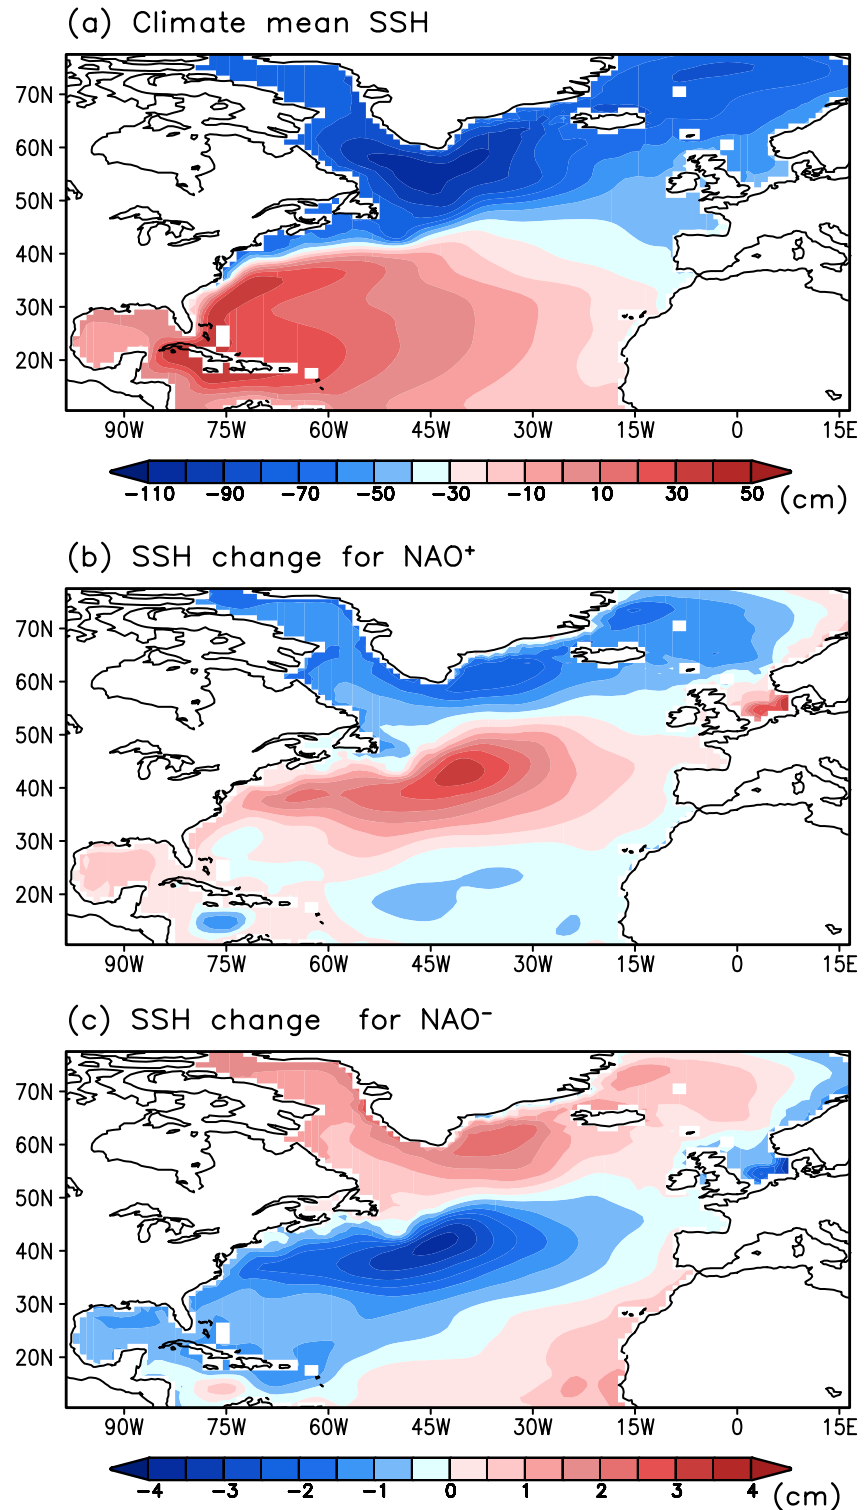 (a) Climate mean SSH
70N
60N
50N
40N
30N
20N
90W 75W 60W 45W 30W 15W 0 15E
-110 -90 -70 -50 -30 -10 10 30 50 (cm)
(b) SSH change for NAO⁺
70N
60N
50N
40N
30N
20N
90W 75W 60W 45W 30W 15W 0 15E
(c) SSH change for NAO⁻
70N
60N
50N
40N
30N
20N
90W 75W 60W 45W 30W 15W 0 15E
-4 -3 -2 -1 0 1 2 3 4 (cm)